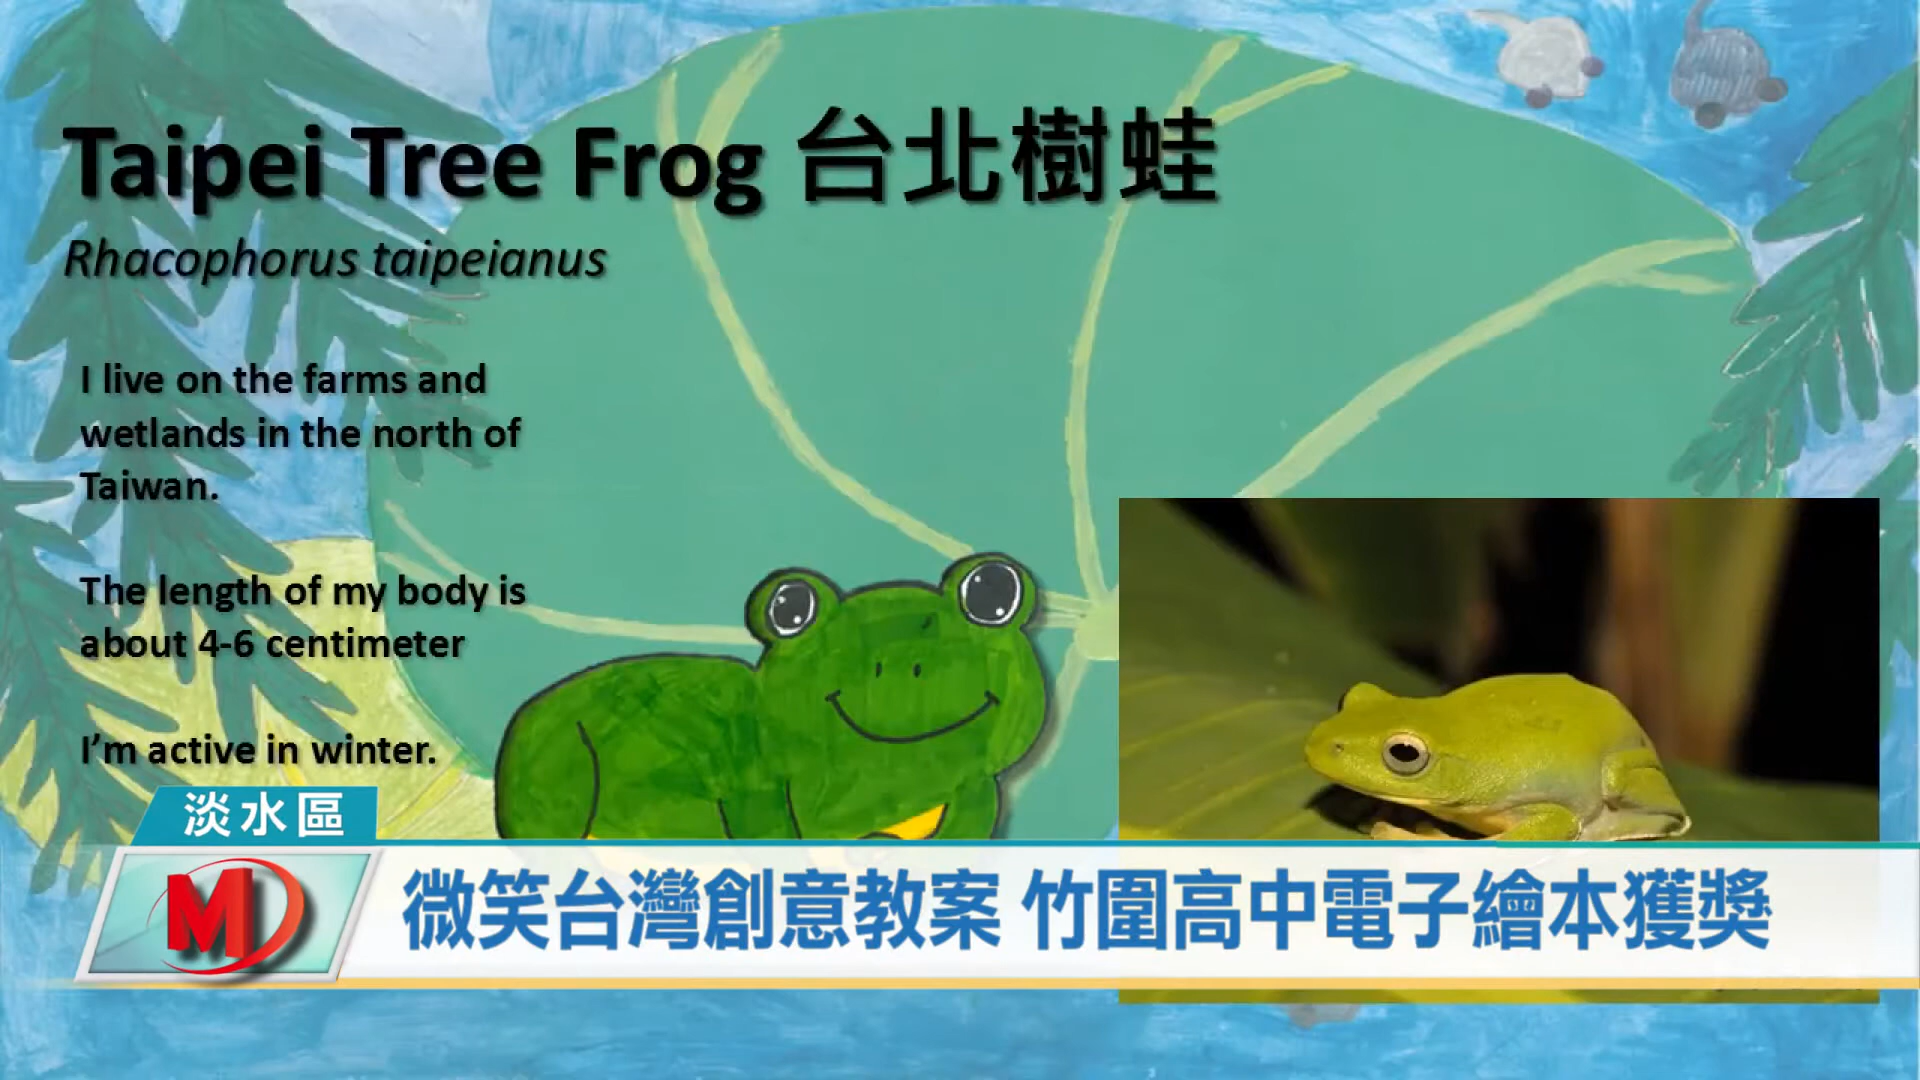 Taipei Tree Frog 台北樹蛙
Rhacophorus taipeianus
I live on the farms and
wetlands in the north of
Taiwan.
The length of my body is
about 4-6 centimeter
I'm active in winter.
淡水區
M
微笑台灣創意教案 竹圍高中電子繪本獲獎